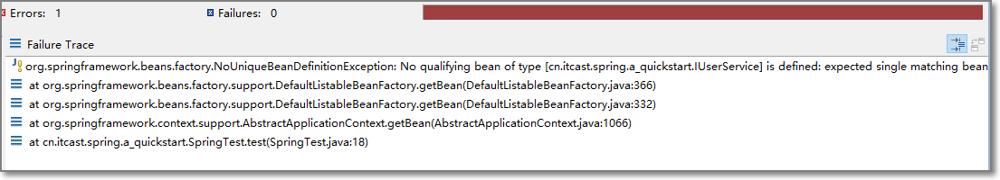 Errors: 1 Failures: 0
Failure Trace
org.springframework.beans.factory.NoUniqueBeanDefinitionException: No qualifying bean of type [cn.itcast.spring.a_quickstart.IUserService] is defined: expected single matching bean
at org.springframework.beans.factory.support.DefaultListableBeanFactory.getBean(DefaultListableBeanFactory.java:366)
at org.springframework.beans.factory.support.DefaultListableBeanFactory.getBean(DefaultListableBeanFactory.java:332)
at org.springframework.context.support.AbstractApplicationContext.getBean(AbstractApplicationContext.java:1066)
at cn.itcast.spring.a_quickstart.SpringTest.test(SpringTest.java:18)